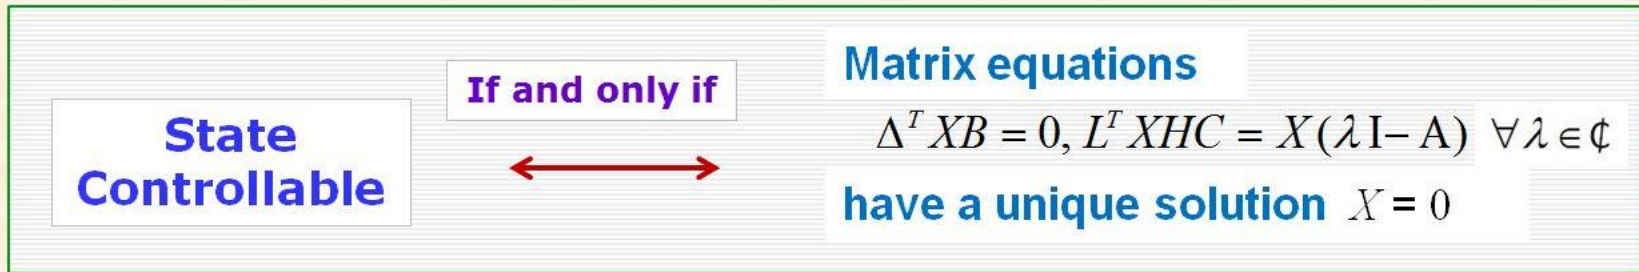 State
Controllable
If and only if
Matrix equations
Δ^T XB = 0, L^T XHC = X(λI– A) ∀λ∈₵
have a unique solution X = 0